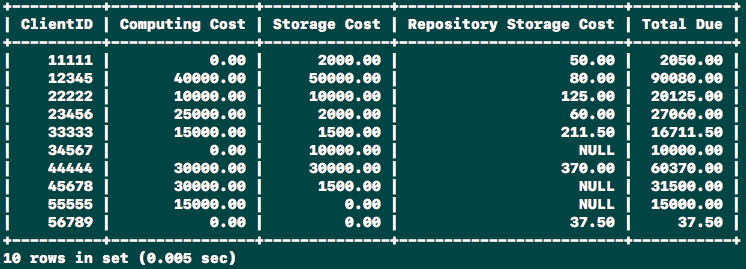 +----------+----------------+--------------+-------------------------+-----------+
| ClientID | Computing Cost | Storage Cost | Repository Storage Cost | Total Due |
+----------+----------------+--------------+-------------------------+-----------+
|    11111 |           0.00 |      2000.00 |                   50.00 |   2050.00 |
|    12345 |       40000.00 |     50000.00 |                   80.00 |  90080.00 |
|    22222 |       10000.00 |     10000.00 |                  125.00 |  20125.00 |
|    23456 |       25000.00 |      2000.00 |                   60.00 |  27060.00 |
|    33333 |       15000.00 |      1500.00 |                  211.50 |  16711.50 |
|    34567 |           0.00 |     10000.00 |                    NULL |  10000.00 |
|    44444 |       30000.00 |     30000.00 |                  370.00 |  60370.00 |
|    45678 |       30000.00 |      1500.00 |                    NULL |  31500.00 |
|    55555 |       15000.00 |         0.00 |                    NULL |  15000.00 |
|    56789 |           0.00 |         0.00 |                   37.50 |     37.50 |
+----------+----------------+--------------+-------------------------+-----------+
10 rows in set (0.005 sec)